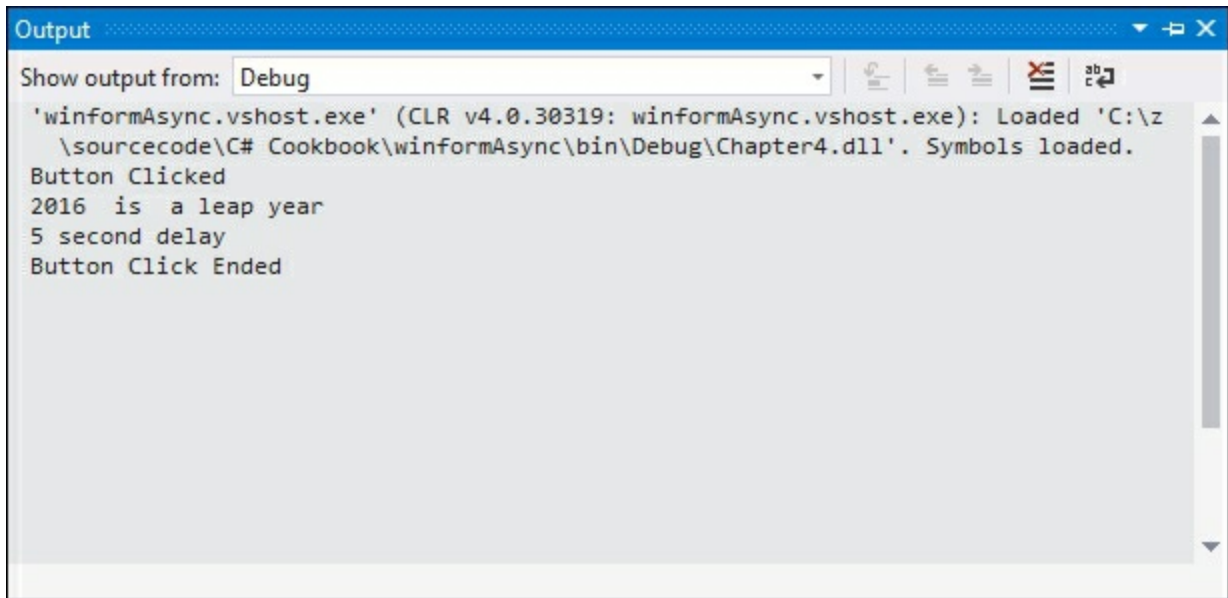 Output
Show output from: Debug
'winformAsync.vshost.exe' (CLR v4.0.30319: winformAsync.vshost.exe): Loaded 'C:\z
\sourcecode\C# Cookbook\winformAsync\bin\Debug\Chapter4.dll'. Symbols loaded.
Button Clicked
2016  is  a leap year
5 second delay
Button Click Ended